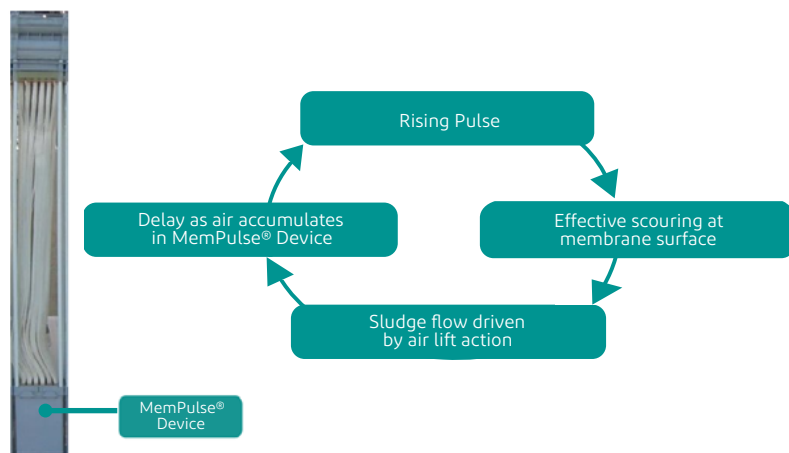 Rising Pulse
Delay as air accumulates
in MemPulse® Device
Effective scouring at
membrane surface
Sludge flow driven
by air lift action
MemPulse®
Device